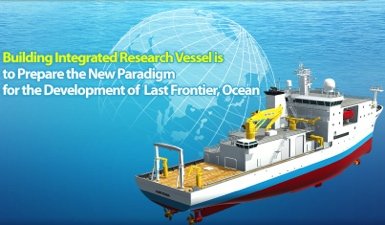 Building Integrated Research Vessel is
to Prepare the New Paradigm
for the Development of Last Frontier, Ocean